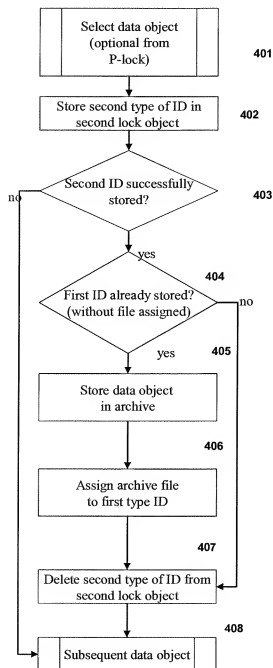 Select data object
(optional from
P-lock)
401
Store second type of ID in
second lock object
402
Second ID successfully
stored?
403
no
yes
404
First ID already stored?
(without file assigned)
no
yes
405
Store data object
in archive
406
Assign archive file
to first type ID
407
Delete second type of ID from
second lock object
408
Subsequent data object